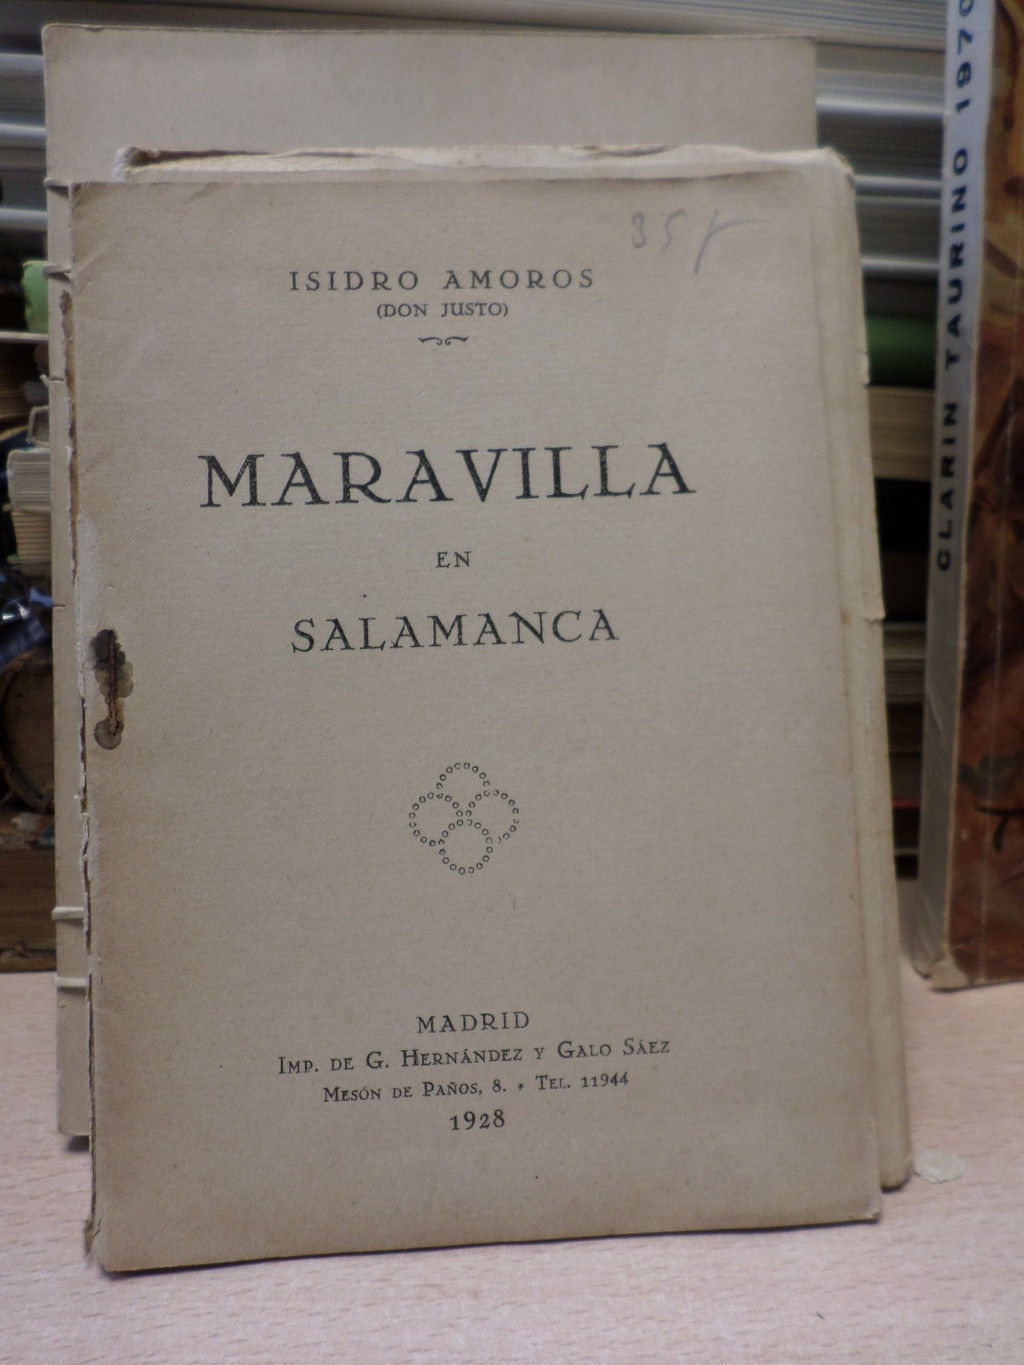 35
ISIDRO AMOROS
(DON JUSTO)
MARAVILLA
EN
SALAMANCA
MADRID
IMP. DE G. HERNÁNDEZ Y GALO SÁEZ
MESÓN DE PAÑOS, 8. - TEL. 11944
1928
CLARIN TAURINO 1970